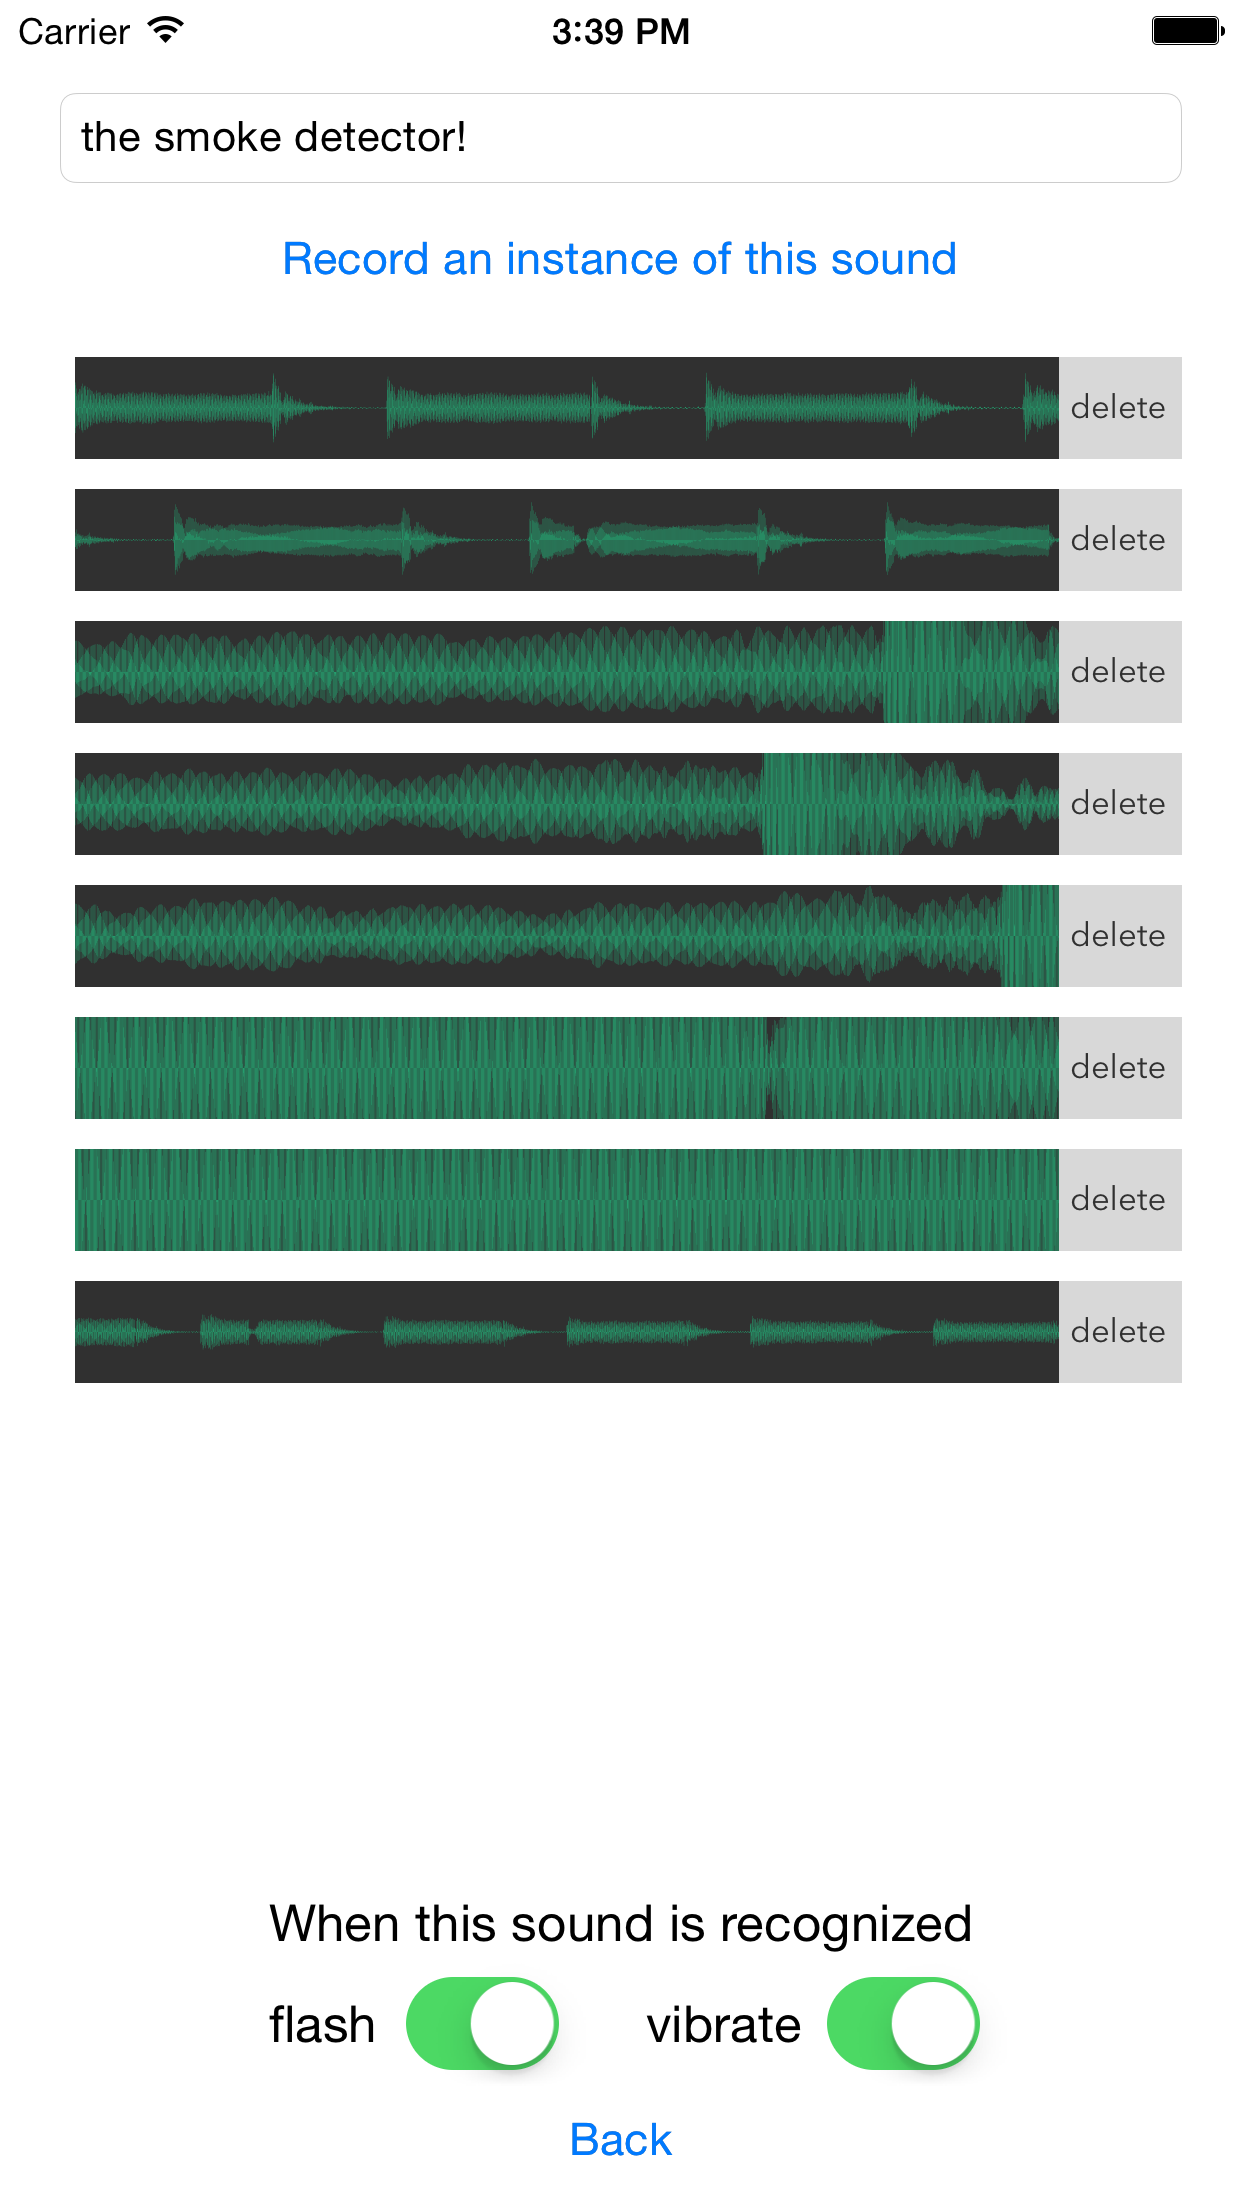 Carrier 3:39 PM
the smoke detector!
Record an instance of this sound
delete
delete
delete
delete
delete
delete
delete
delete
When this sound is recognized
flash vibrate
Back